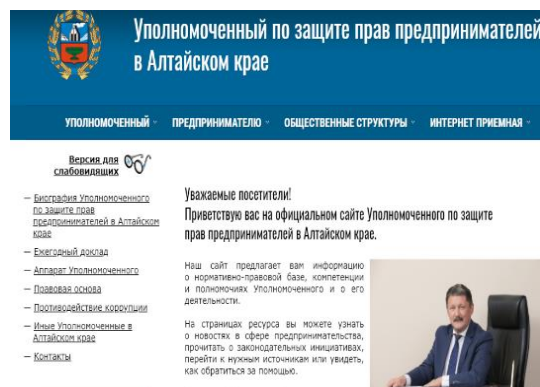 Уполномоченный по защите прав предпринимателей
в Алтайском крае
УПОЛНОМОЧЕННЫЙ
ПРЕДПРИНИМАТЕЛЮ
ОБЩЕСТВЕННЫЕ СТРУКТУРЫ
ИНТЕРНЕТ ПРИЕМНАЯ
Версия для
слабовидящих
— Биография Уполномоченного
по защите прав
предпринимателей в Алтайском
крае
— Ежегодный доклад
— Аппарат Уполномоченного
— Правовая основа
— Противодействие коррупции
— Иные Уполномоченные в
Алтайском крае
— Контакты
Уважаемые посетители!
Приветствую вас на официальном сайте Уполномоченного по защите
прав предпринимателей в Алтайском крае.
Наш сайт предлагает вам информацию
о нормативно-правовой базе, компетенции
и полномочиях Уполномоченного и о его
деятельности.
На страницах ресурса вы можете узнать
о новостях в сфере предпринимательства,
прочитать о законодательных инициативах,
перейти к нужным источникам или увидеть,
как обратиться за помощью.